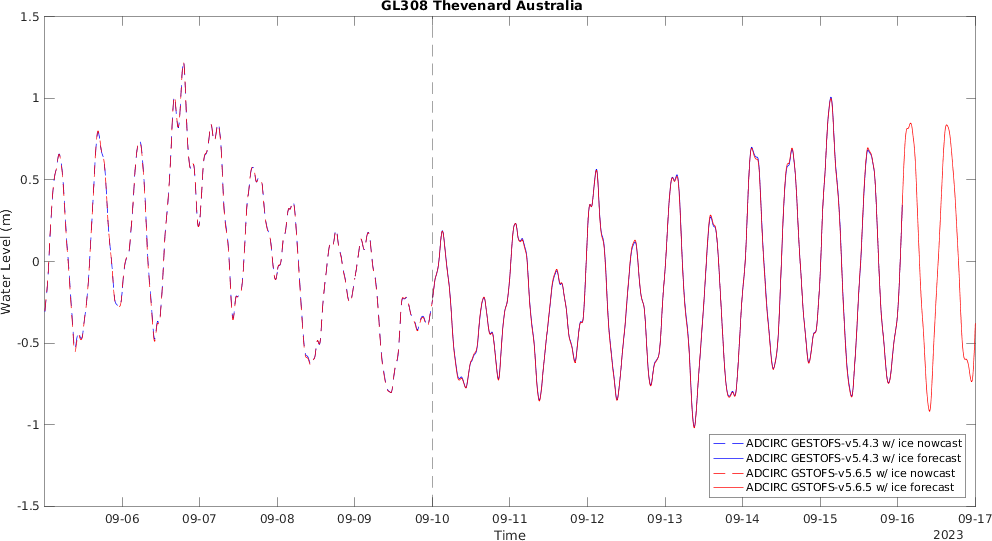 GL308 Thevenard Australia
1.5
1
0.5
0
-0.5
-1
-1.5
Water Level (m)
09-06 09-07 09-08 09-09 09-10 09-11 09-12 09-13 09-14 09-15 09-16 09-17
Time
2023
ADCIRC GESTOFS-v5.4.3 w/ ice nowcast
ADCIRC GESTOFS-v5.4.3 w/ ice forecast
ADCIRC GSTOFS-v5.6.5 w/ ice nowcast
ADCIRC GSTOFS-v5.6.5 w/ ice forecast